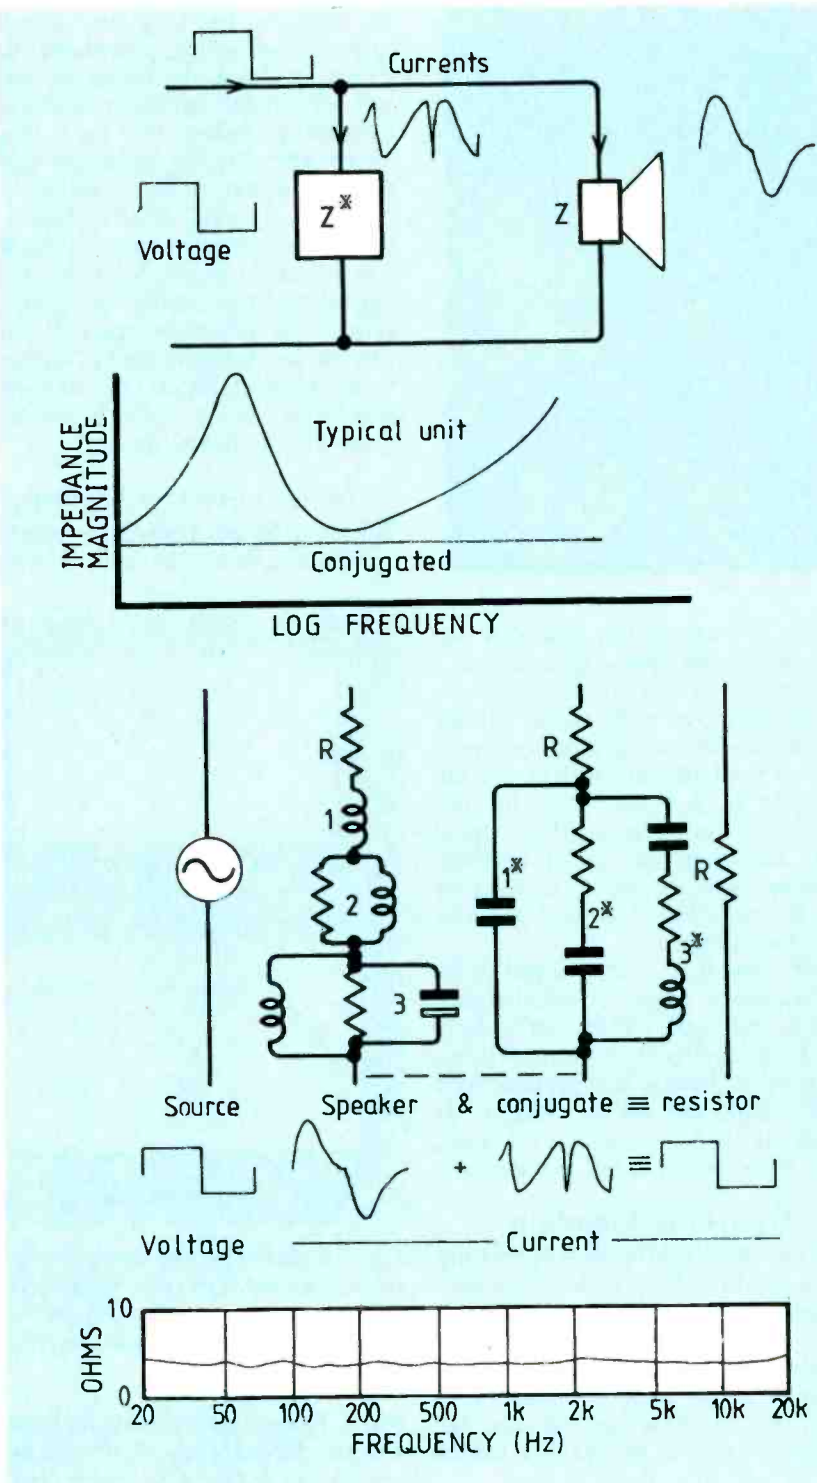 Currents
Z*
Z
Voltage
IMPEDANCE
MAGNITUDE
Typical unit
Conjugated
LOG FREQUENCY
R
R
1
1*
R
2
2*
3*
3
Source Speaker & conjugate ≡ resistor
+ ≡
Voltage Current
10
OHMS
0
20 50 100 200 500 1k 2k 5k 10k 20k
FREQUENCY (Hz)